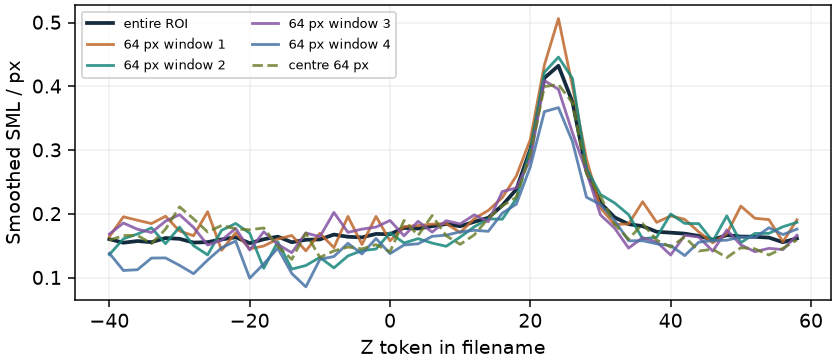 0.5
0.4
0.3
0.2
0.1
Smoothed SML / px
entire ROI
64 px window 1
64 px window 2
64 px window 3
64 px window 4
centre 64 px
−40
−20
0
20
40
60
Z token in filename